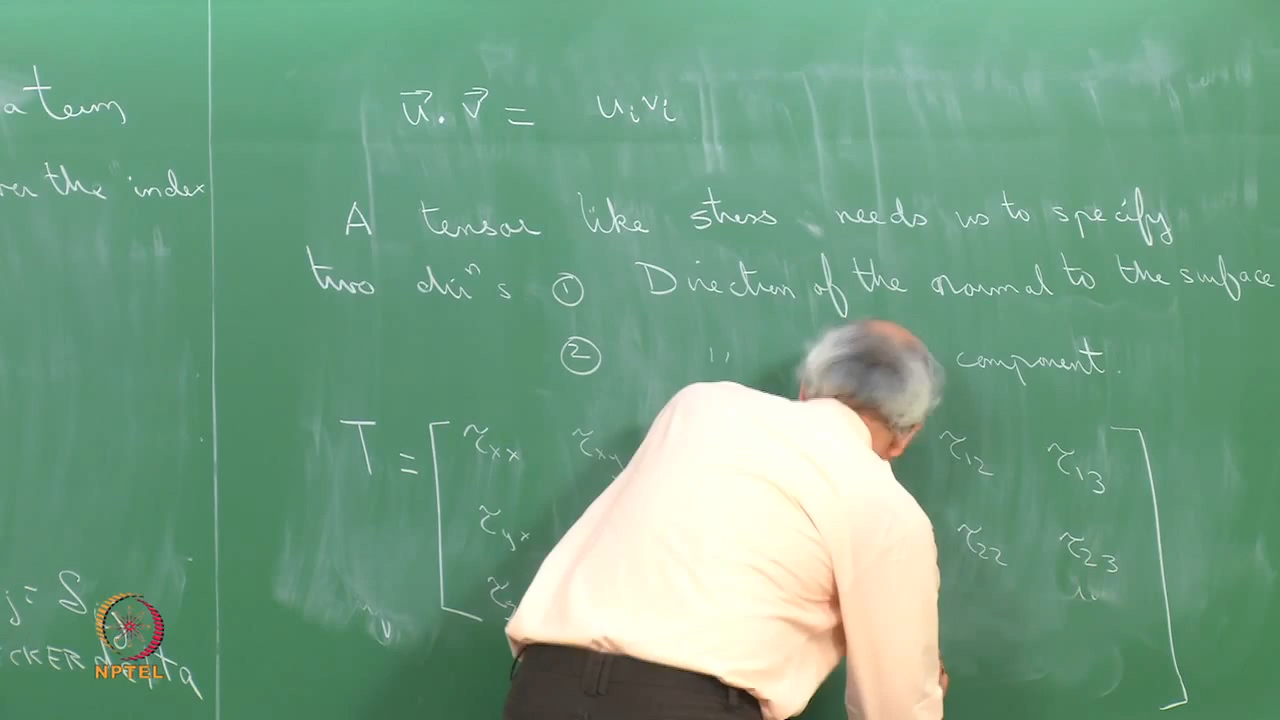 a term
the index
u⃗ . v⃗ = uᵢvᵢ
A tensor like stress needs us to specify
two dirⁿs ① Direction of the normal to the surface
② " component.
T = [ τxx τxy τ12 τ13 ]
τyx τ22 τ23
NPTEL